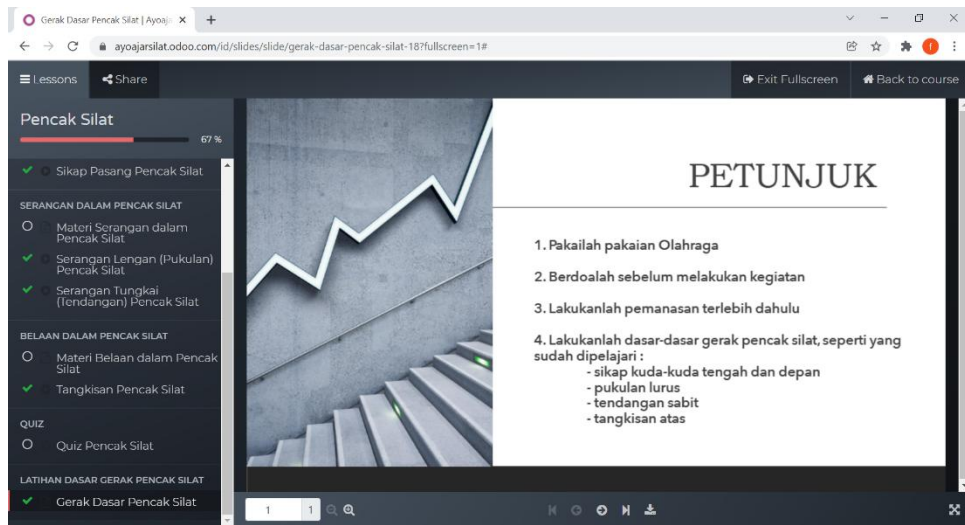 Gerak Dasar Pencak Silat | Ayoaj
ayoajarsilat.odoo.com/id/slides/slide/gerak-dasar-pencak-silat-18?fullscreen=1#
Lessons
Share
Exit Fullscreen
Back to course
Pencak Silat
67 %
Sikap Pasang Pencak Silat
SERANGAN DALAM PENCAK SILAT
Materi Serangan dalam
Pencak Silat
Serangan Lengan (Pukulan)
Pencak Silat
Serangan Tungkai
(Tendangan) Pencak Silat
BELAAN DALAM PENCAK SILAT
Materi Belaan dalam Pencak
Silat
Tangkisan Pencak Silat
QUIZ
Quiz Pencak Silat
LATIHAN DASAR GERAK PENCAK SILAT
Gerak Dasar Pencak Silat
PETUNJUK
1. Pakailah pakaian Olahraga
2. Berdoalah sebelum melakukan kegiatan
3. Lakukanlah pemanasan terlebih dahulu
4. Lakukanlah dasar-dasar gerak pencak silat, seperti yang
sudah dipelajari :
- sikap kuda-kuda tengah dan depan
- pukulan lurus
- tendangan sabit
- tangkisan atas
1
1